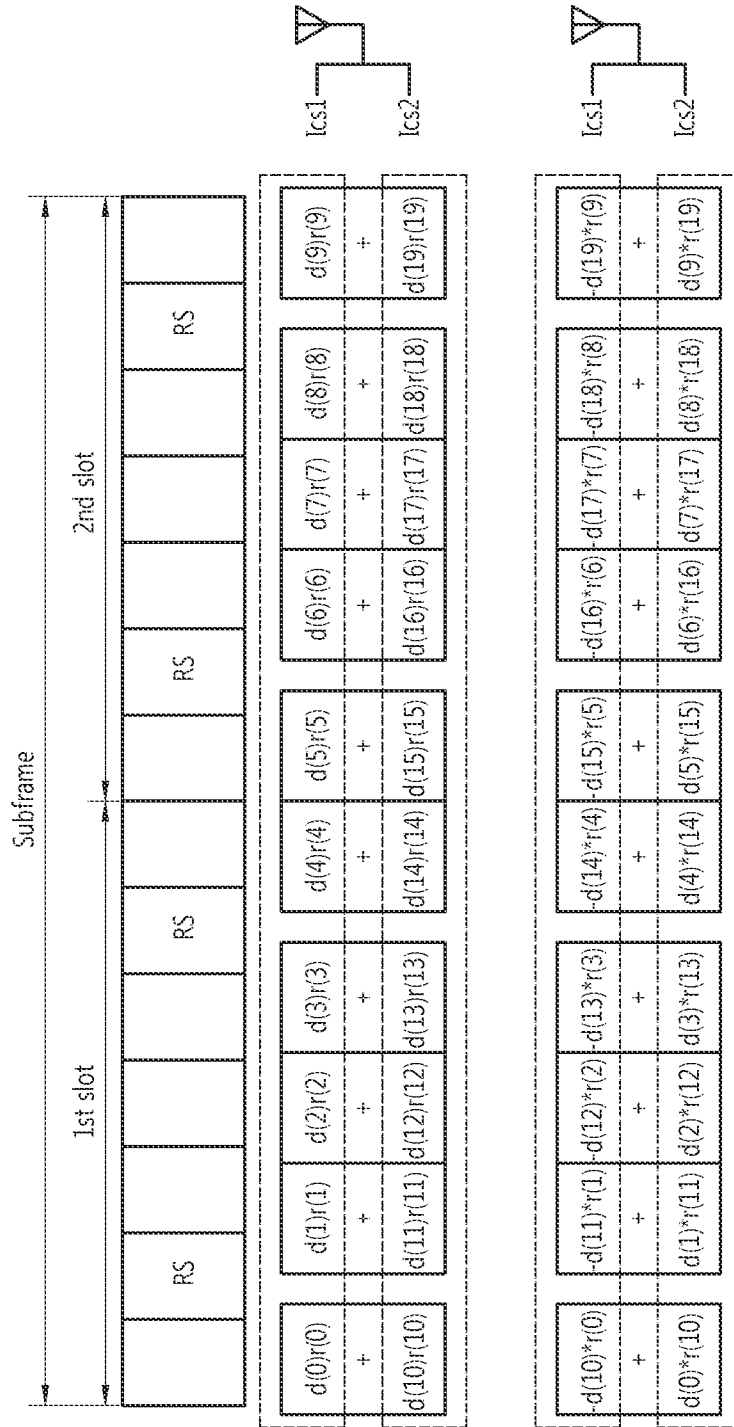 Subframe
1st slot 2nd slot
RS RS RS RS
d(0)r(0) d(1)r(1) d(2)r(2) d(3)r(3) d(4)r(4) d(5)r(5) d(6)r(6) d(7)r(7) d(8)r(8) d(9)r(9) Ics1
+ + + + + + + + + +
d(10)r(10) d(11)r(11) d(12)r(12) d(13)r(13) d(14)r(14) d(15)r(15) d(16)r(16) d(17)r(17) d(18)r(18) d(19)r(19) Ics2
-d(10)*r(0) -d(11)*r(1) -d(12)*r(2) -d(13)*r(3) -d(14)*r(4) -d(15)*r(5) -d(16)*r(6) -d(17)*r(7) -d(18)*r(8) -d(19)*r(9) Ics1
+ + + + + + + + + +
d(0)*r(10) d(1)*r(11) d(2)*r(12) d(3)*r(13) d(4)*r(14) d(5)*r(15) d(6)*r(16) d(7)*r(17) d(8)*r(18) d(9)*r(19) Ics2